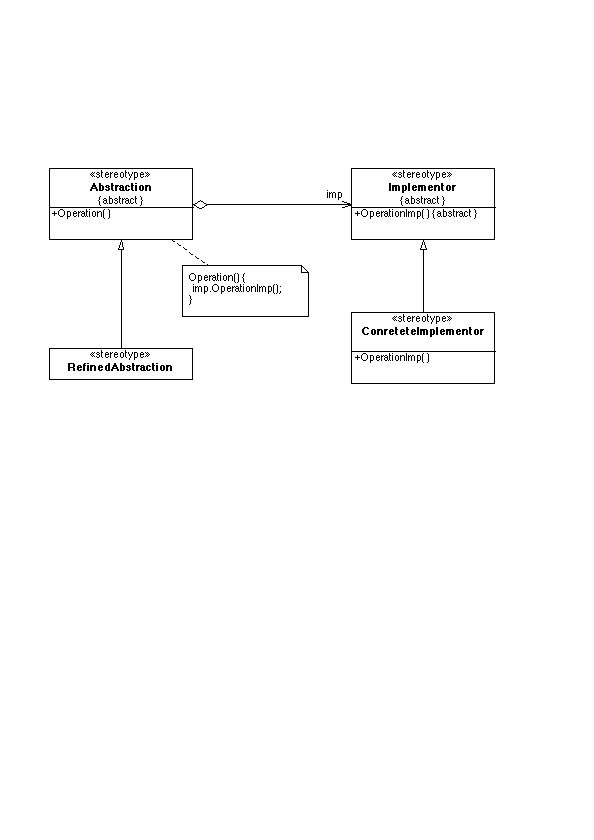 «stereotype»
Abstraction
{abstract}
+Operation()
imp
«stereotype»
Implementor
{abstract}
+OperationImp(){abstract}
Operation(){
imp.OperationImp();
}
«stereotype»
RefinedAbstraction
«stereotype»
ConreteteImplementor
+OperationImp()